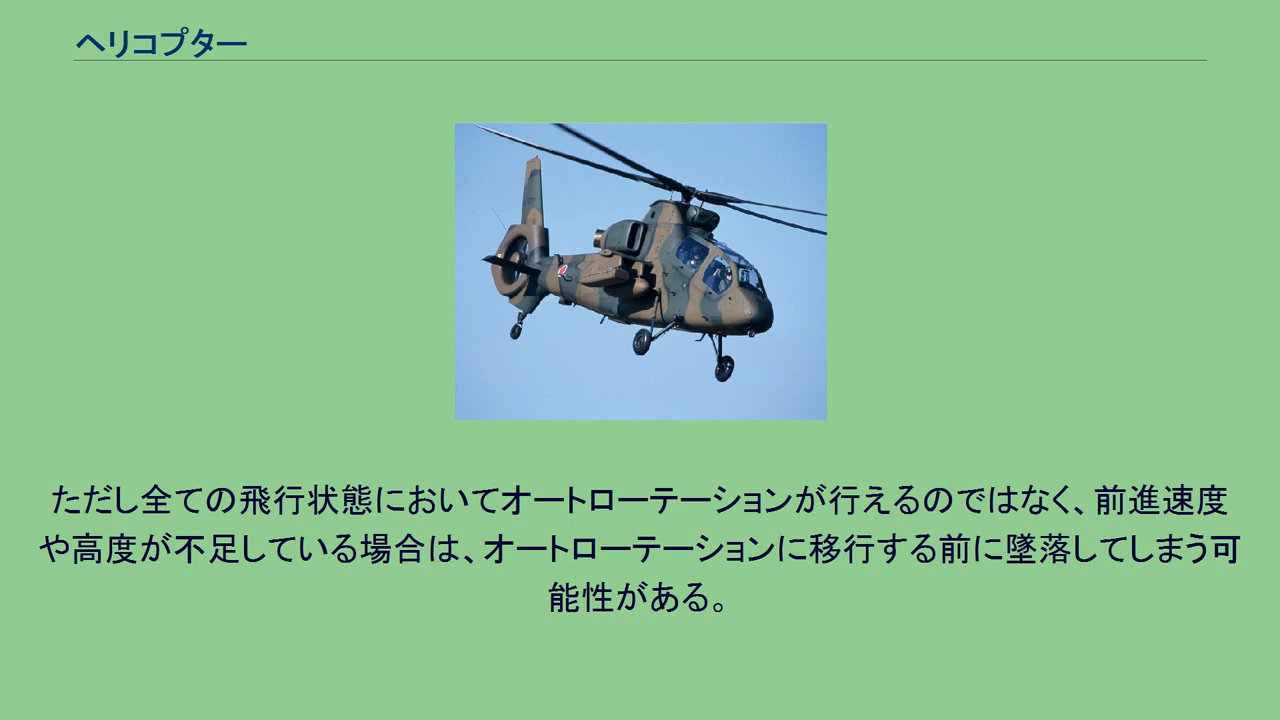 ヘリコプター
ただし全ての飛行状態においてオートローテーションが行えるのではなく、前進速度
や高度が不足している場合は、オートローテーションに移行する前に墜落してしまう可
能性がある。